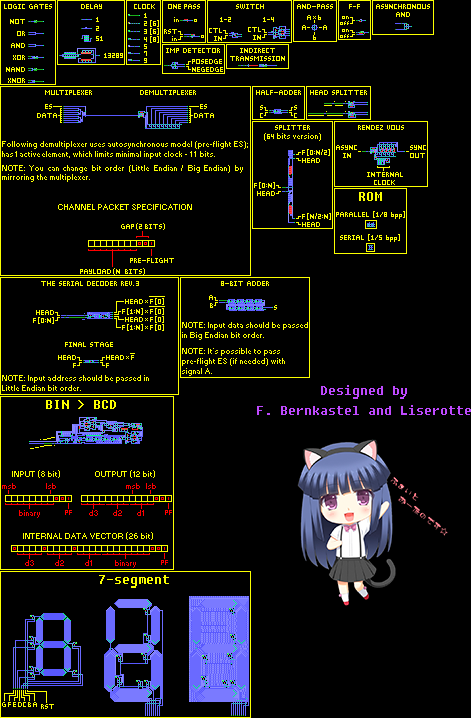 LOGIC GATES
NOT
OR
AND
XOR
NAND
XNOR
DELAY
1
2
51
13209
CLOCK
1
2 [6]
3 [6]
4 [8]
5
7
9
ONE PASS
in
RST
in
SWITCH
1-2
1-4
CTL
IN
CTL
IN
AND-PASS
A x b
A
A
b
F-F
on
off
on
off
ASYNCHRONOUS
AND
IMP DETECTOR
POSEDGE
NEGEDGE
INDIRECT
TRANSMISSION
MULTIPLEXER
DEMULTIPLEXER
ES
DATA
ES
DATA
Following demultiplexer uses autosynchronous model (pre-flight ES);
has 1 active element, which limits minimal input clock - 11 bits.
NOTE: You can change bit order (Little Endian / Big Endian) by
mirroring the multiplexer.
CHANNEL PACKET SPECIFICATION
GAP(2 BITS)
PRE-FLIGHT
PAYLOAD(N BITS)
HALF-ADDER
S
C
S
C
HEAD SPLITTER
SPLITTER
(64 bits version)
F[0:N/2]
HEAD
F[0:N]
HEAD
F[N/2:N]
HEAD
RENDEZ VOUS
ASYNC
IN
SYNC
OUT
INTERNAL
CLOCK
ROM
PARALLEL [1/8 bpp]
SERIAL [1/5 bpp]
THE SERIAL DECODER REV.3
HEAD
F[0:N]
HEAD×F[0]
F[1:N]×F[0]
HEAD×F[0]
F[1:N]×F[0]
FINAL STAGE
HEAD
F
HEAD×F
HEAD×F
NOTE: Input address should be passed in
Little Endian bit order.
8-BIT ADDER
A
B
S
NOTE: Input data should be passed
in Big Endian bit order.
NOTE: It's possible to pass
pre-flight ES (if needed) with
signal A.
Designed by
F. Bernkastel and Liserotte
BIN > BCD
INPUT (8 bit)
OUTPUT (12 bit)
msb
lsb
msb
lsb
binary
PF
d3
d2
d1
PF
INTERNAL DATA VECTOR (26 bit)
d3
d2
d1
binary
PF
7-segment
GFEDCBA
RST